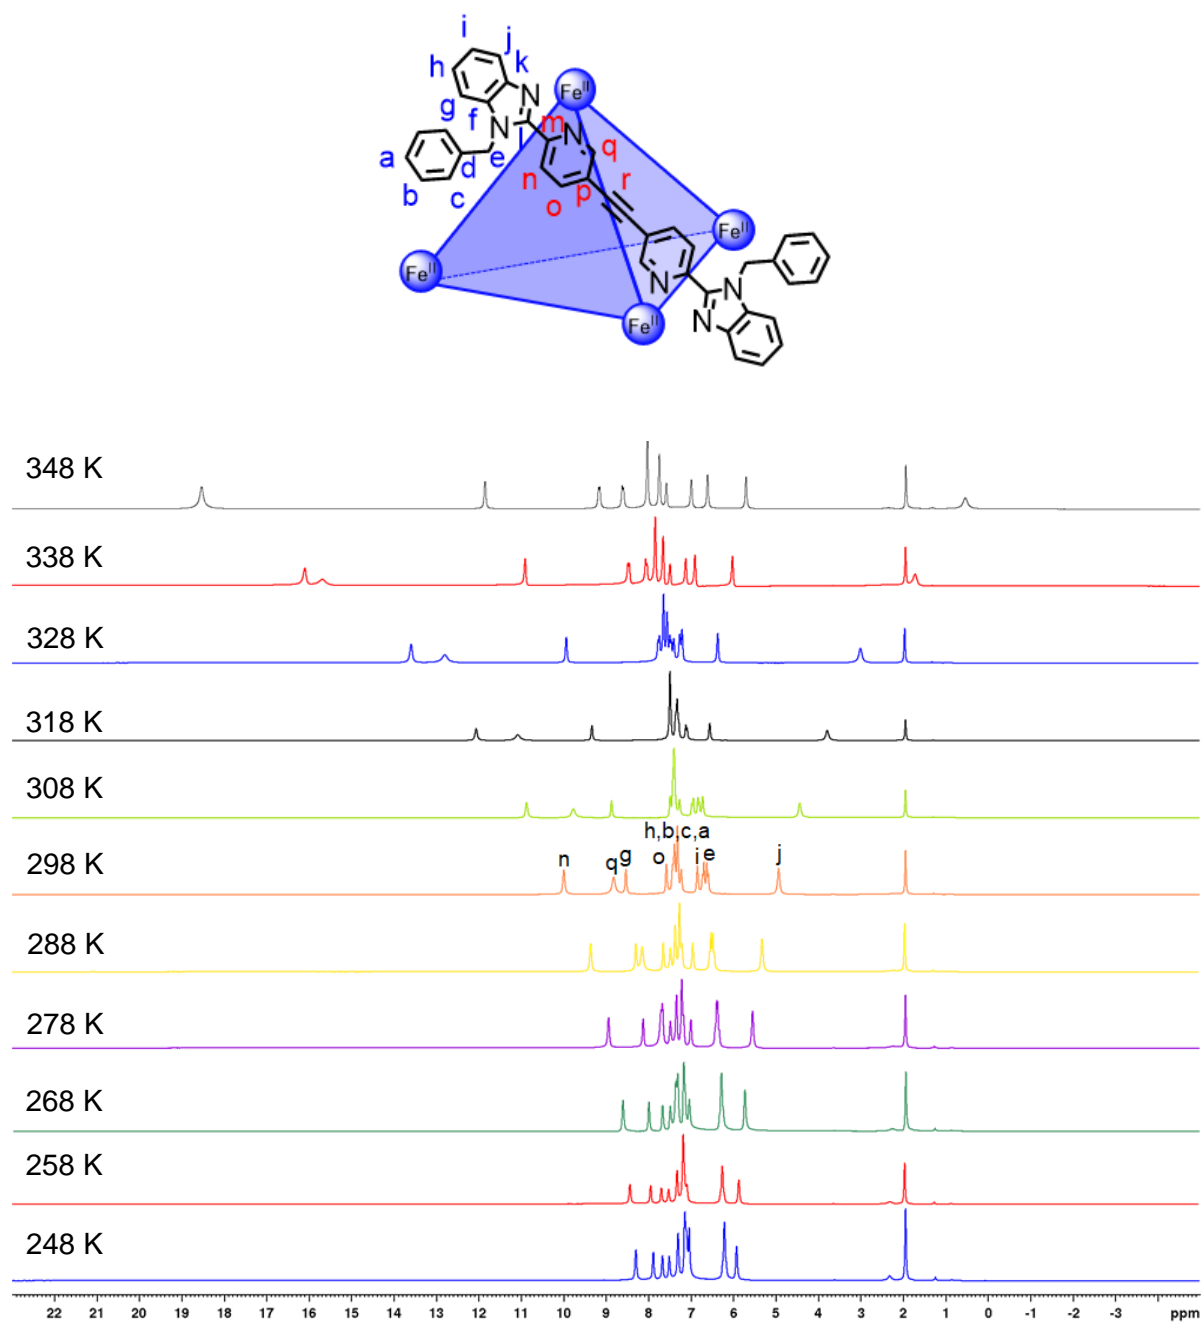 i
j
k
h
N
Fe^II
g
f
N
m
N
q
a
d
e
l
n
r
p
b
c
o
Fe^II
N
Fe^II
N
N
Fe^II
348 K
338 K
328 K
318 K
308 K
h,b,c,a
298 K
n
q
g
o
i
e
j
288 K
278 K
268 K
258 K
248 K
22 21 20 19 18 17 16 15 14 13 12 11 10 9 8 7 6 5 4 3 2 1 0 -1 -2 -3 ppm